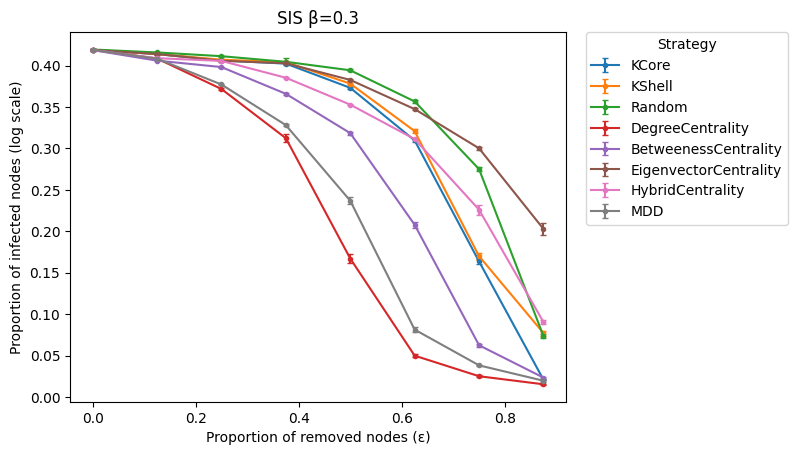 SIS β=0.3
Proportion of infected nodes (log scale)
0.40
0.35
0.30
0.25
0.20
0.15
0.10
0.05
0.00
0.0
0.2
0.4
0.6
0.8
Proportion of removed nodes (ε)
Strategy
KCore
KShell
Random
DegreeCentrality
BetweenessCentrality
EigenvectorCentrality
HybridCentrality
MDD